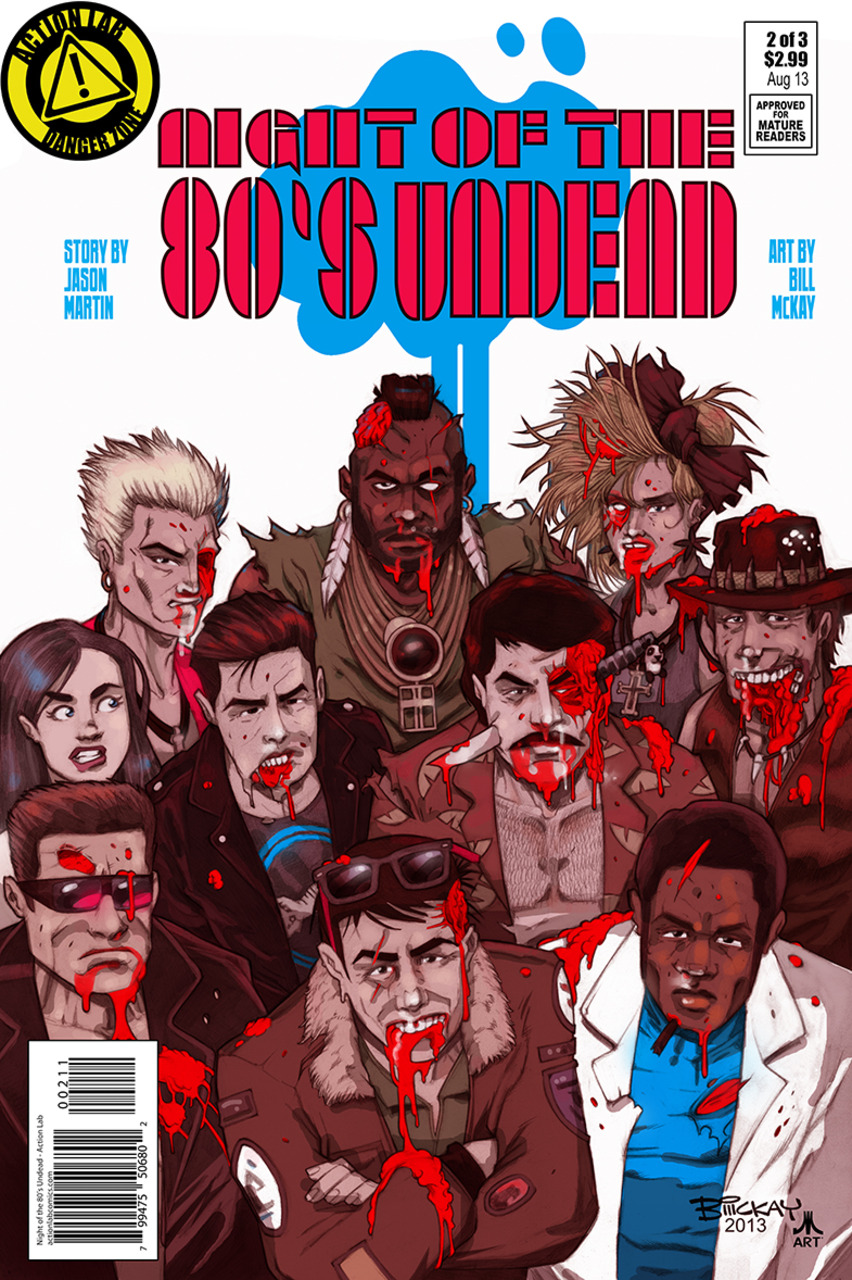 ACTION LAB
DANGER ZONE
2 of 3
$2.99
Aug 13
APPROVED
FOR
MATURE
READERS
NIGHT OF THE
80'S UNDEAD
STORY BY
JASON
MARTIN
ART BY
BILL
McKAY
00211
7 99475 50680 2
Night of the 80's Undead - Action Lab
actionlabcomics.com
BIllCKAY
2013
ART